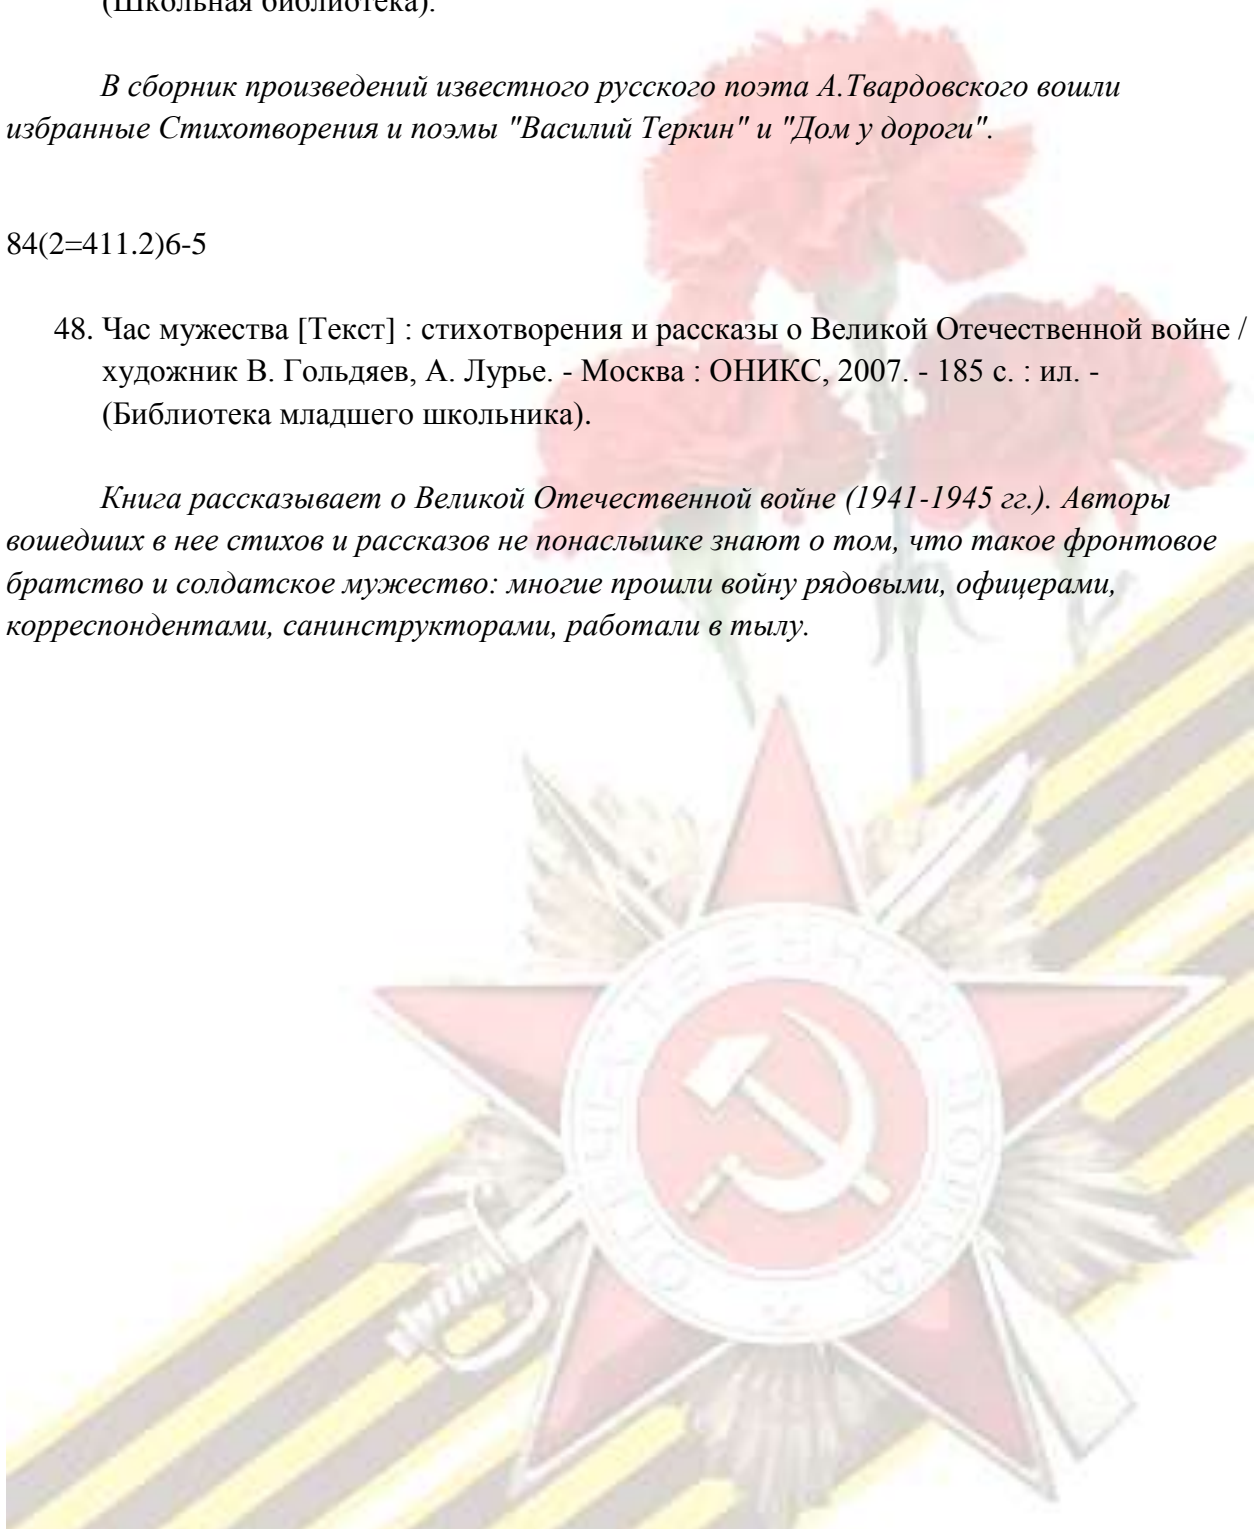 (Школьная библиотека).
В сборник произведений известного русского поэта А.Твардовского вошли
избранные Стихотворения и поэмы "Василий Теркин" и "Дом у дороги".
84(2=411.2)6-5
48. Час мужества [Текст] : стихотворения и рассказы о Великой Отечественной войне /
художник В. Гольдяев, А. Лурье. - Москва : ОНИКС, 2007. - 185 с. : ил. -
(Библиотека младшего школьника).
Книга рассказывает о Великой Отечественной войне (1941-1945 гг.). Авторы
вошедших в нее стихов и рассказов не понаслышке знают о том, что такое фронтовое
братство и солдатское мужество: многие прошли войну рядовыми, офицерами,
корреспондентами, санинструкторами, работали в тылу.
ОТЕЧЕСТВЕННАЯ ВОЙНА